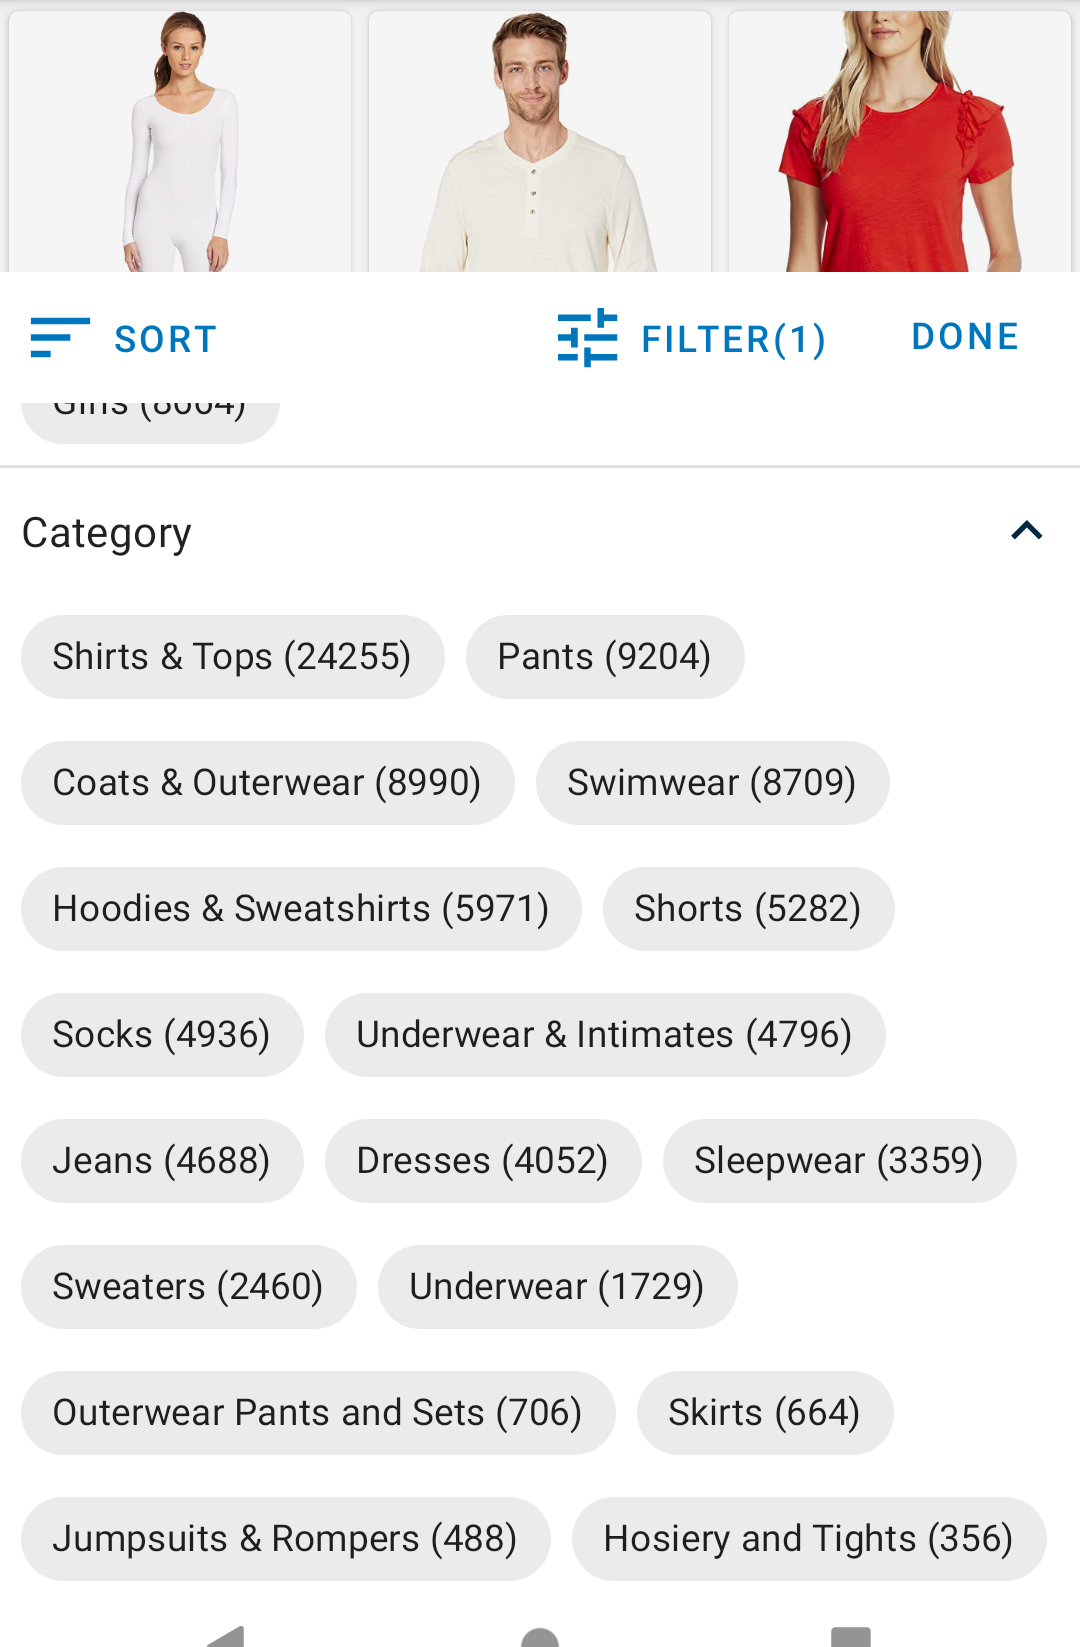 SORT
FILTER(1)
DONE
Category
Shirts & Tops (24255)
Pants (9204)
Coats & Outerwear (8990)
Swimwear (8709)
Hoodies & Sweatshirts (5971)
Shorts (5282)
Socks (4936)
Underwear & Intimates (4796)
Jeans (4688)
Dresses (4052)
Sleepwear (3359)
Sweaters (2460)
Underwear (1729)
Outerwear Pants and Sets (706)
Skirts (664)
Jumpsuits & Rompers (488)
Hosiery and Tights (356)